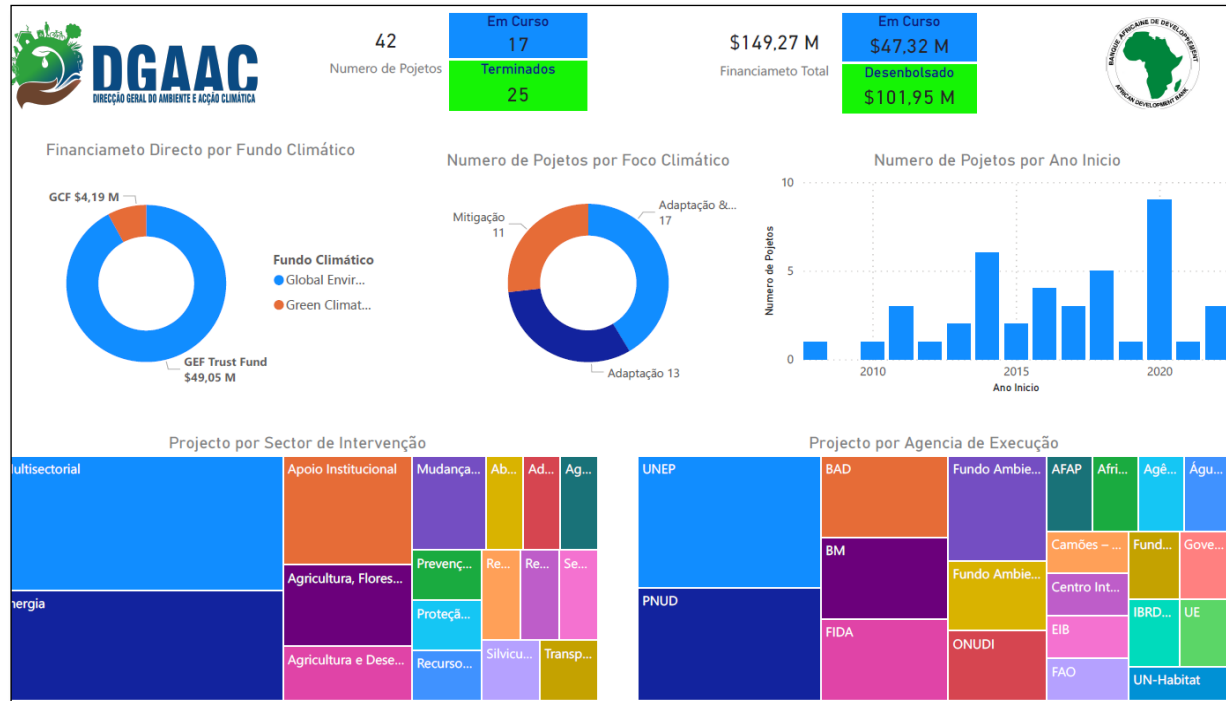 DGAAC
DIRECÇÃO GERAL DO AMBIENTE E ACÇÃO CLIMÁTICA
42
Numero de Pojetos
Em Curso
17
Terminados
25
$149,27 M
Financiameto Total
Em Curso
$47,32 M
Desenbolsado
$101,95 M
BANQUE AFRICAINE DE DEVELOPPEMENT
AFRICAN DEVELOPMENT BANK
Financiameto Directo por Fundo Climático
GCF $4,19 M
GEF Trust Fund
$49,05 M
Fundo Climático
Global Envir...
Green Climat...
Numero de Pojetos por Foco Climático
Mitigação
11
Adaptação &...
17
Adaptação 13
Numero de Pojetos por Ano Inicio
Numero de Pojetos
10
5
0
2010
2015
2020
Ano Inicio
Projecto por Sector de Intervenção
ultisectorial
nergia
Apoio Institucional
Agricultura, Flores...
Agricultura e Dese...
Mudança...
Ab...
Ad...
Ag...
Prevenç...
Proteçã...
Recurso...
Re...
Re...
Se...
Silvicu...
Transp...
Projecto por Agencia de Execução
UNEP
PNUD
BAD
BM
FIDA
Fundo Ambie...
Fundo Ambie...
ONUDI
AFAP
Afri...
Agê...
Águ...
Camões – ...
Centro Int...
EIB
FAO
Fund...
Gove...
IBRD...
UE
UN-Habitat